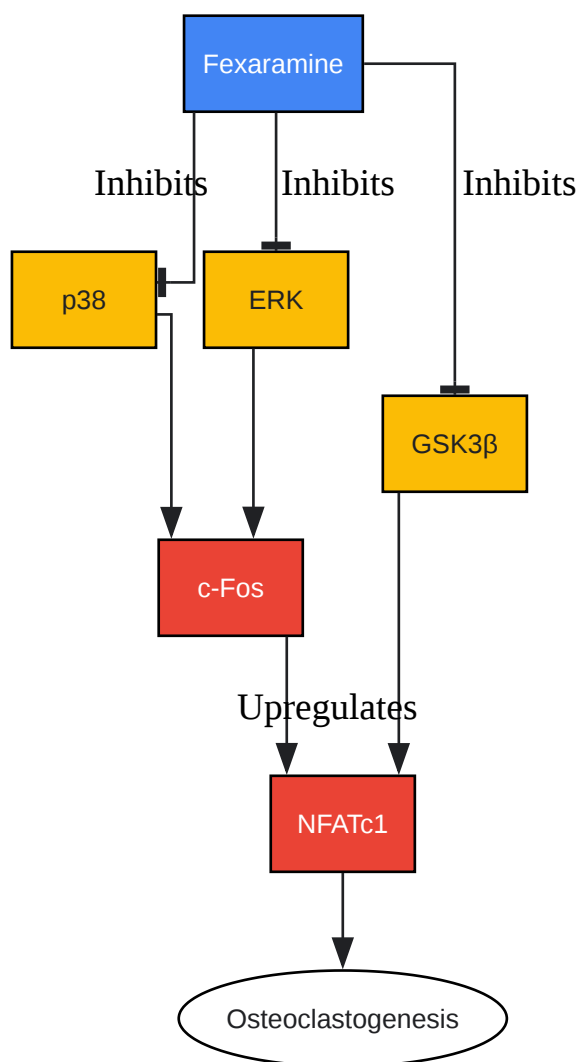 Fexaramine
Inhibits
Inhibits
Inhibits
p38
ERK
GSK3β
c-Fos
Upregulates
NFATc1
Osteoclastogenesis